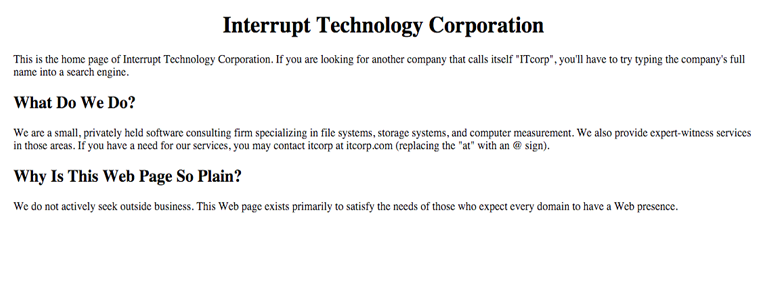 Interrupt Technology Corporation
This is the home page of Interrupt Technology Corporation. If you are looking for another company that calls itself "ITcorp", you'll have to try typing the company's full
name into a search engine.
What Do We Do?
We are a small, privately held software consulting firm specializing in file systems, storage systems, and computer measurement. We also provide expert-witness services
in those areas. If you have a need for our services, you may contact itcorp at itcorp.com (replacing the "at" with an @ sign).
Why Is This Web Page So Plain?
We do not actively seek outside business. This Web page exists primarily to satisfy the needs of those who expect every domain to have a Web presence.